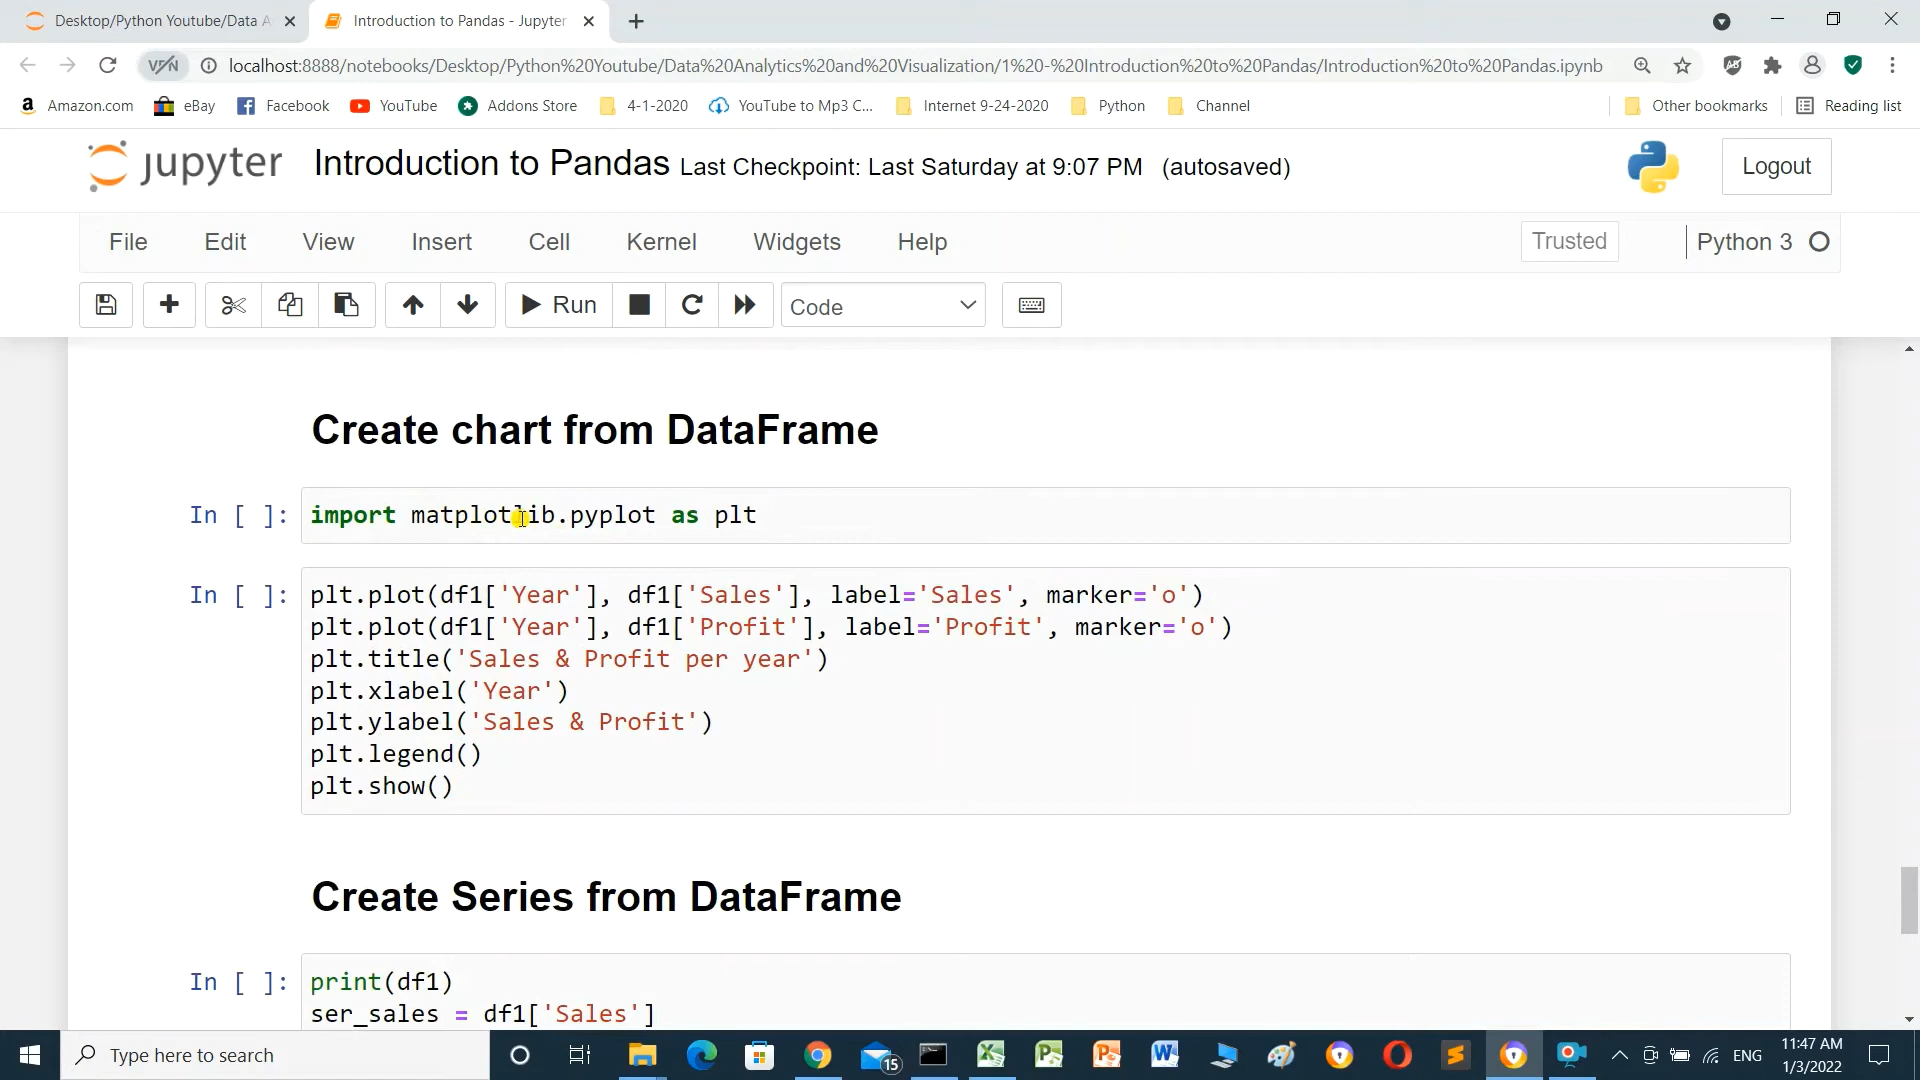 Desktop/Python Youtube/Data A
Introduction to Pandas - Jupyter
VPN
localhost:8888/notebooks/Desktop/Python%20Youtube/Data%20Analytics%20and%20Visualization/1%20-%20Introduction%20to%20Pandas/Introduction%20to%20Pandas.ipynb
Amazon.com
eBay
Facebook
YouTube
Addons Store
4-1-2020
YouTube to Mp3 C...
Internet 9-24-2020
Python
Channel
Other bookmarks
Reading list
jupyter
Introduction to Pandas Last Checkpoint: Last Saturday at 9:07 PM (autosaved)
Logout
File Edit View Insert Cell Kernel Widgets Help
Trusted
Python 3
Run
Code
Create chart from DataFrame
In [ ]: import matplotlib.pyplot as plt
In [ ]: plt.plot(df1['Year'], df1['Sales'], label='Sales', marker='o')
plt.plot(df1['Year'], df1['Profit'], label='Profit', marker='o')
plt.title('Sales & Profit per year')
plt.xlabel('Year')
plt.ylabel('Sales & Profit')
plt.legend()
plt.show()
Create Series from DataFrame
In [ ]: print(df1)
ser_sales = df1['Sales']
Type here to search
15
ENG
11:47 AM
1/3/2022